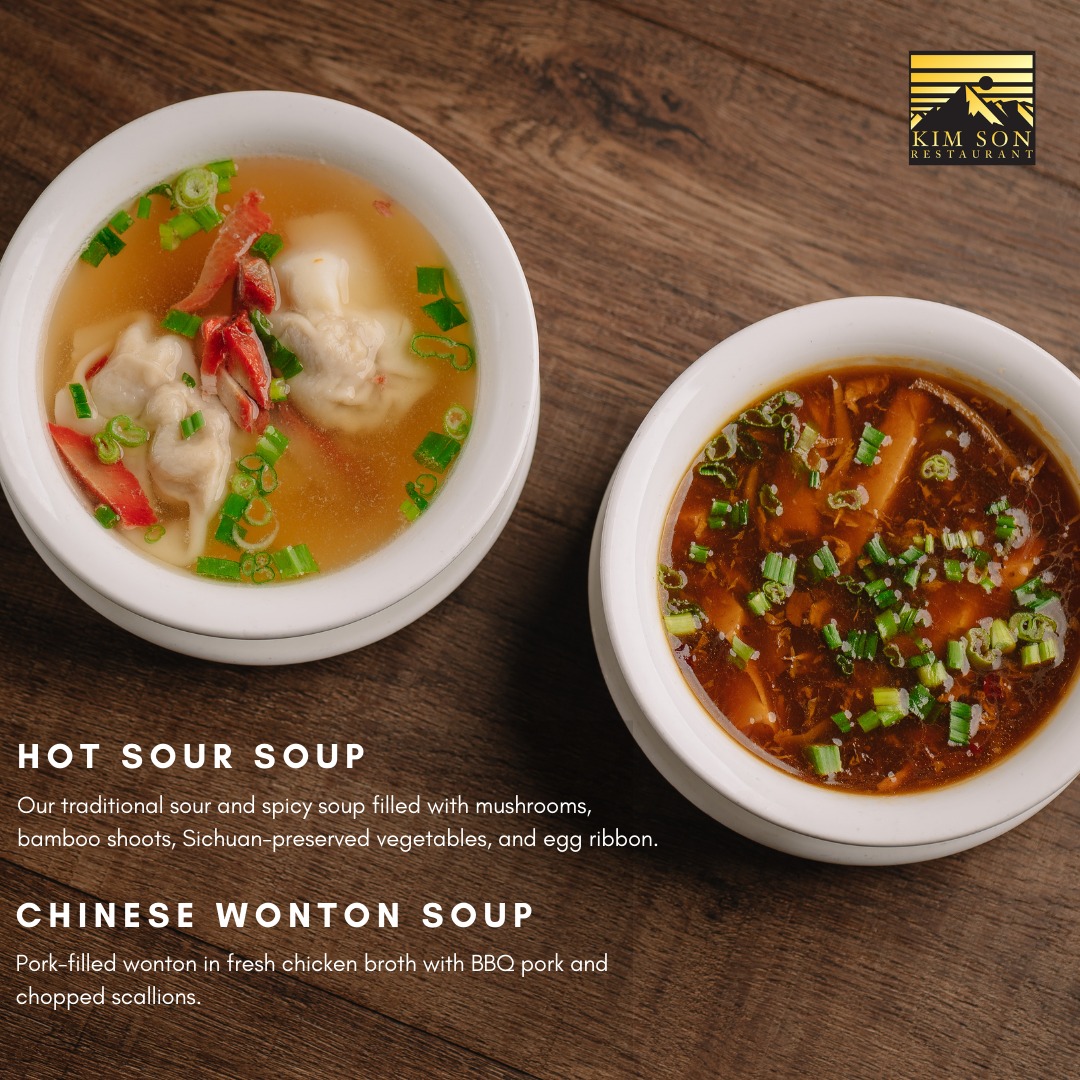 KIM SON
RESTAURANT
HOT SOUR SOUP
Our traditional sour and spicy soup filled with mushrooms,
bamboo shoots, Sichuan-preserved vegetables, and egg ribbon.
CHINESE WONTON SOUP
Pork-filled wonton in fresh chicken broth with BBQ pork and
chopped scallions.